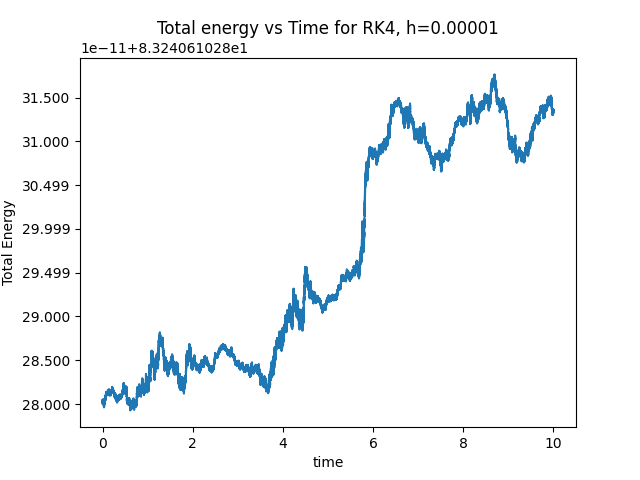 Total energy vs Time for RK4, h=0.00001
1e−11+8.324061028e1
31.500
31.000
30.499
29.999
29.499
29.000
28.500
28.000
Total Energy
0 2 4 6 8 10
time